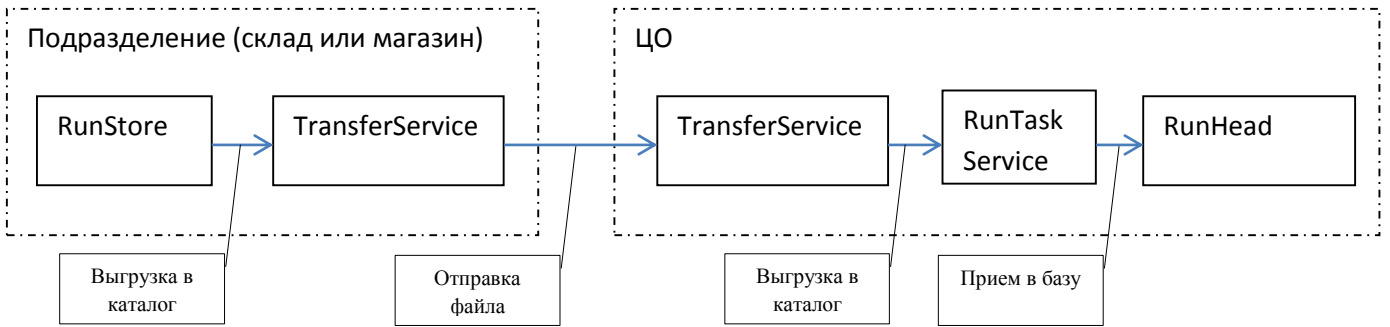 Подразделение (склад или магазин)
ЦО
RunStore
TransferService
TransferService
RunTask
Service
RunHead
Выгрузка в
каталог
Отправка
файла
Выгрузка в
каталог
Прием в базу